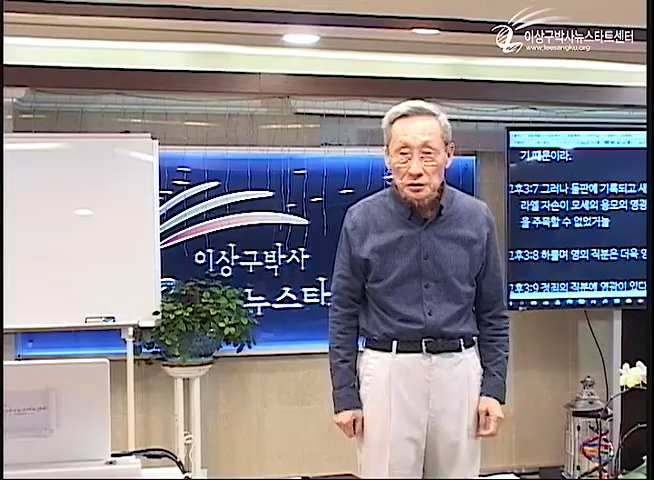 이상구박사뉴스타트센터
www.leesangku.org
기 때문이라.
고후3:7 그러나 돌판에 기록되고 새
라엘 자손이 모세의 용모의 영광
을 주목할 수 없었거늘
고후3:8 하물며 영의 직분은 더욱 영
고후3:9 정죄의 직분에 영광이 있다
이상구박사
뉴스타